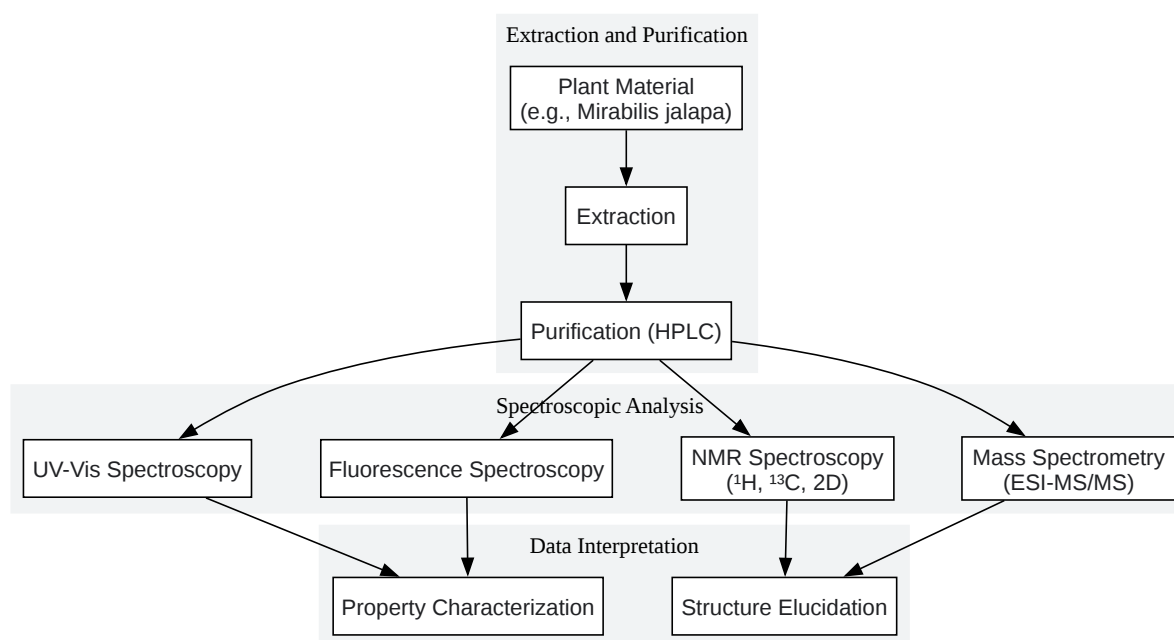 Extraction and Purification
Plant Material
(e.g., Mirabilis jalapa)
Extraction
Purification (HPLC)
Spectroscopic Analysis
UV-Vis Spectroscopy
Fluorescence Spectroscopy
NMR Spectroscopy
(¹H, ¹³C, 2D)
Mass Spectrometry
(ESI-MS/MS)
Data Interpretation
Property Characterization
Structure Elucidation